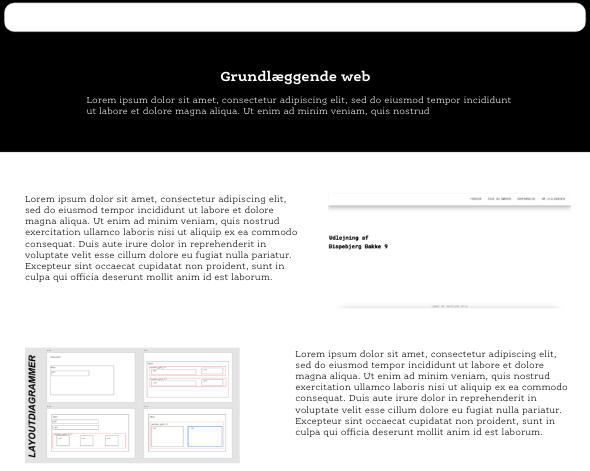 Grundlæggende web
Lorem ipsum dolor sit amet, consectetur adipiscing elit, sed do eiusmod tempor incididunt
ut labore et dolore magna aliqua. Ut enim ad minim veniam, quis nostrud
Lorem ipsum dolor sit amet, consectetur adipiscing elit,
sed do eiusmod tempor incididunt ut labore et dolore
magna aliqua. Ut enim ad minim veniam, quis nostrud
exercitation ullamco laboris nisi ut aliquip ex ea commodo
consequat. Duis aute irure dolor in reprehenderit in
voluptate velit esse cillum dolore eu fugiat nulla pariatur.
Excepteur sint occaecat cupidatat non proident, sunt in
culpa qui officia deserunt mollit anim id est laborum.
Udlejning af
Bispebjerg Bakke 9
LAYOUTDIAGRAMMER
Lorem ipsum dolor sit amet, consectetur adipiscing elit,
sed do eiusmod tempor incididunt ut labore et dolore
magna aliqua. Ut enim ad minim veniam, quis nostrud
exercitation ullamco laboris nisi ut aliquip ex ea commodo
consequat. Duis aute irure dolor in reprehenderit in
voluptate velit esse cillum dolore eu fugiat nulla pariatur.
Excepteur sint occaecat cupidatat non proident, sunt in
culpa qui officia deserunt mollit anim id est laborum.